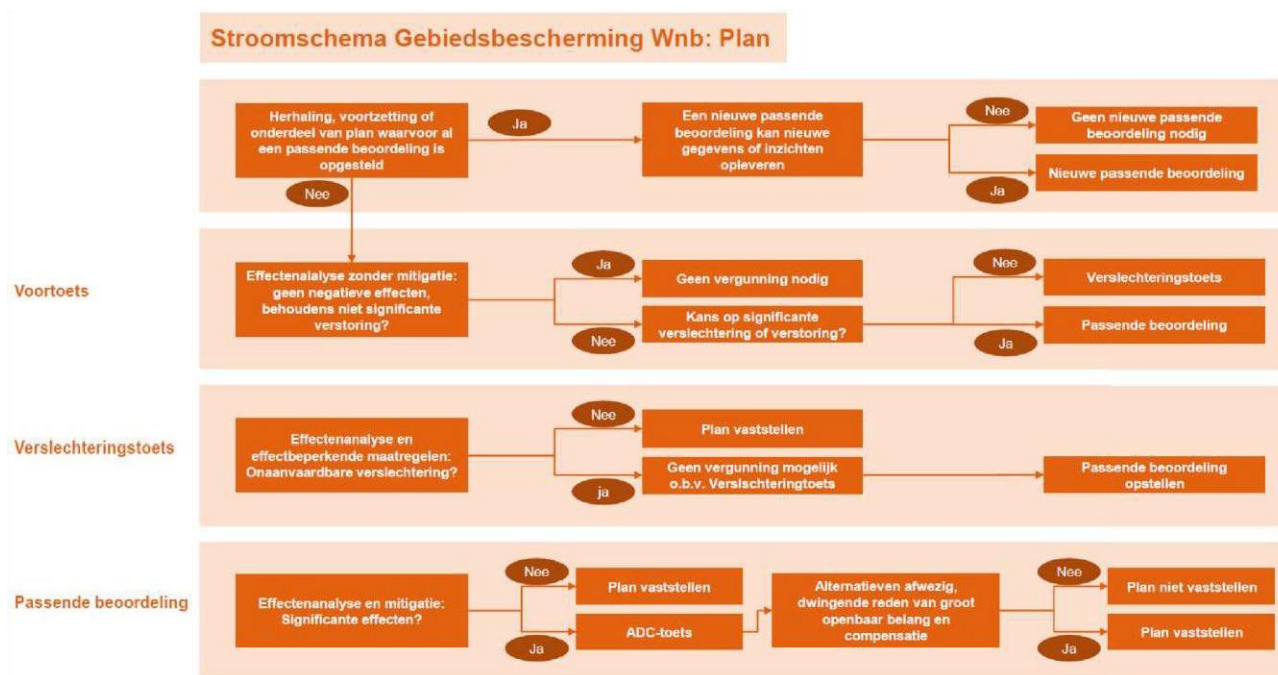 Stroomschema Gebiedsbescherming Wnb: Plan
Herhaling, voortzetting of
onderdeel van plan waarvoor al
een passende beoordeling is
opgesteld
Ja
Een nieuwe passende
beoordeling kan nieuwe
gegevens of inzichten
opleveren
Nee
Geen nieuwe passende
beoordeling nodig
Ja
Nieuwe passende beoordeling
Nee
Voortoets
Effectenalalyse zonder mitigatie:
geen negatieve effecten,
behoudens niet significante
verstoring?
Ja
Geen vergunning nodig
Nee
Kans op significante
verslechtering of verstoring?
Nee
Verslechteringstoets
Ja
Passende beoordeling
Verslechteringstoets
Effectenanalyse en
effectbeperkende maatregelen:
Onaanvaardbare verslechtering?
Nee
Plan vaststellen
ja
Geen vergunning mogelijk
o.b.v. Verslschteringtoets
Passende beoordeling
opstellen
Passende beoordeling
Effectenanalyse en mitigatie:
Significante effecten?
Nee
Plan vaststellen
Ja
ADC-toets
Alternatieven afwezig,
dwingende reden van groot
openbaar belang en
compensatie
Nee
Plan niet vaststellen
Ja
Plan vaststellen